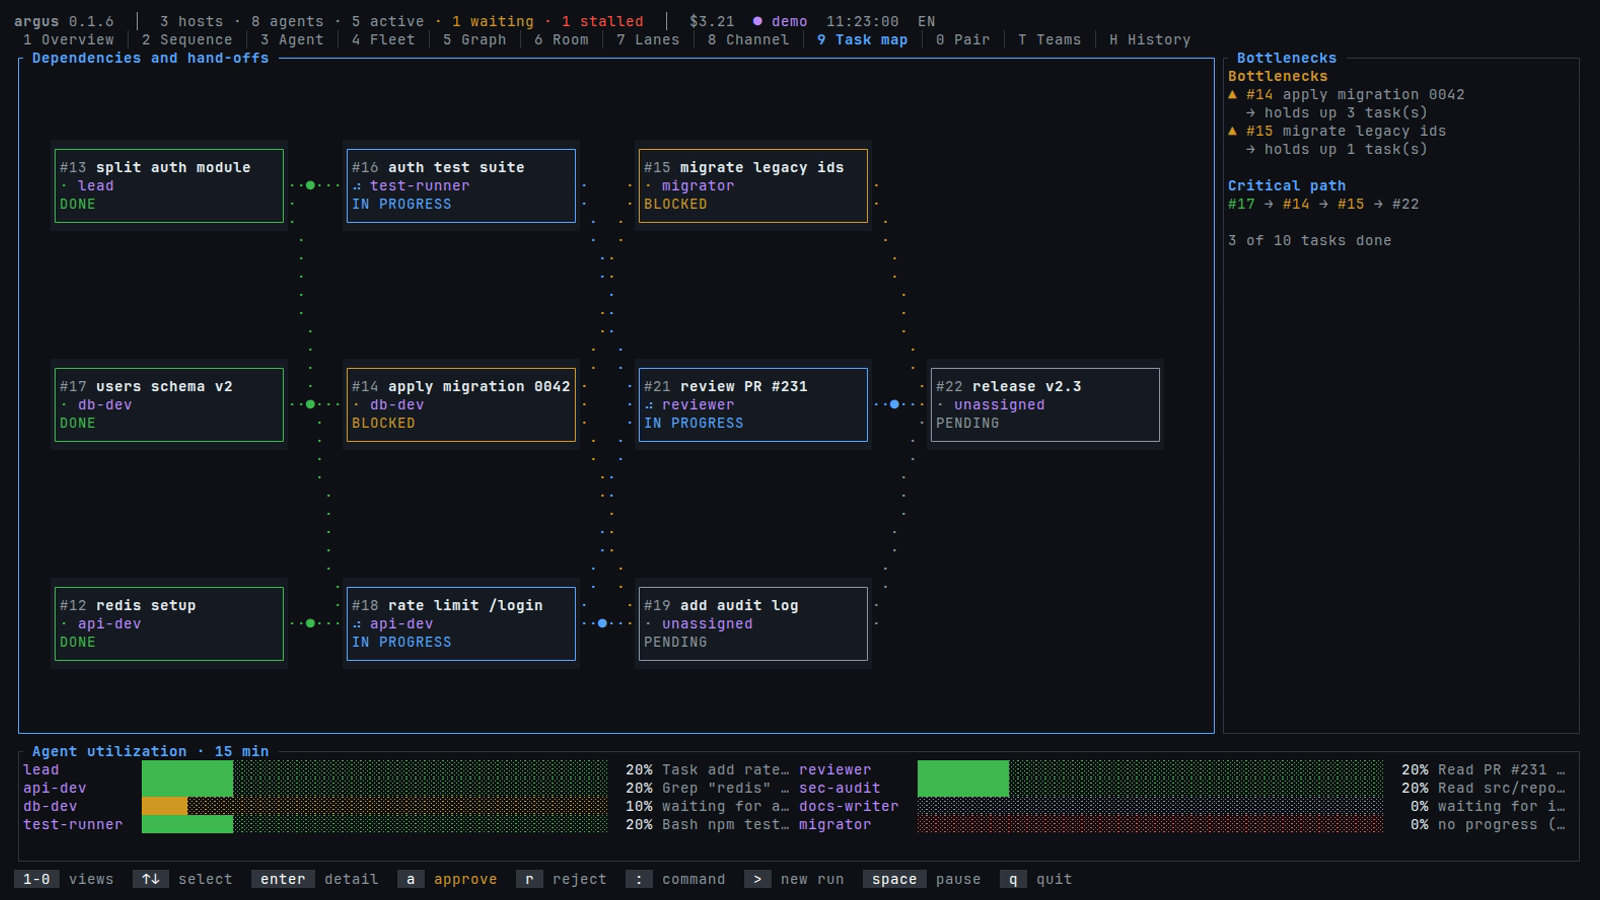 argus 0.1.6 │ 3 hosts · 8 agents · 5 active · 1 waiting · 1 stalled │ $3.21 ● demo 11:23:00 EN
1 Overview │ 2 Sequence │ 3 Agent │ 4 Fleet │ 5 Graph │ 6 Room │ 7 Lanes │ 8 Channel │ 9 Task map │ 0 Pair │ T Teams │ H History
Dependencies and hand-offs
#13 split auth module
· lead
DONE
#16 auth test suite
test-runner
IN PROGRESS
#15 migrate legacy ids
· migrator
BLOCKED
#17 users schema v2
· db-dev
DONE
#14 apply migration 0042
· db-dev
BLOCKED
#21 review PR #231
reviewer
IN PROGRESS
#22 release v2.3
· unassigned
PENDING
#12 redis setup
· api-dev
DONE
#18 rate limit /login
api-dev
IN PROGRESS
#19 add audit log
· unassigned
PENDING
Bottlenecks
Bottlenecks
▲ #14 apply migration 0042
→ holds up 3 task(s)
▲ #15 migrate legacy ids
→ holds up 1 task(s)
Critical path
#17 → #14 → #15 → #22
3 of 10 tasks done
Agent utilization · 15 min
lead 20% Task add rate… reviewer 20% Read PR #231 …
api-dev 20% Grep "redis" … sec-audit 20% Read src/repo…
db-dev 10% waiting for a… docs-writer 0% waiting for i…
test-runner 20% Bash npm test… migrator 0% no progress (…
1-0 views ↑↓ select enter detail a approve r reject : command > new run space pause q quit